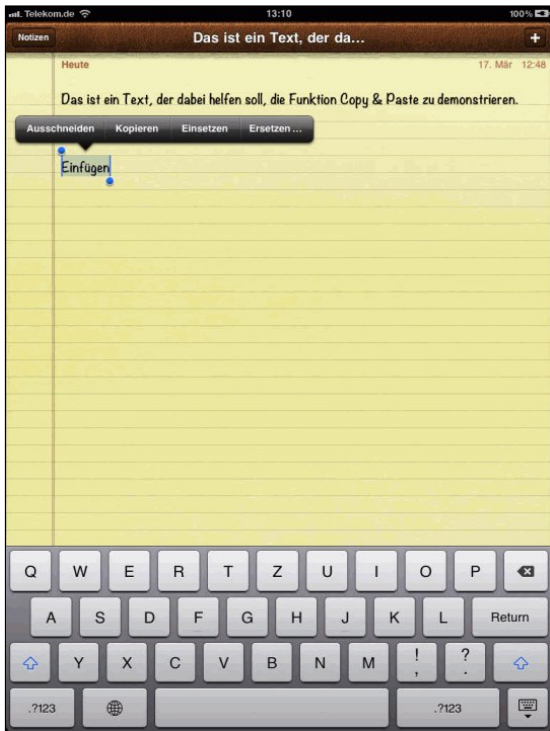 Telekom.de 13:10 100%
Notizen Das ist ein Text, der da... +
Heute 17. Mär 12:48
Das ist ein Text, der dabei helfen soll, die Funktion Copy & Paste zu demonstrieren.
Ausschneiden Kopieren Einsetzen Ersetzen ...
Einfügen
Q W E R T Z U I O P
A S D F G H J K L Return
Y X C V B N M ! , ? .
.?123 .?123